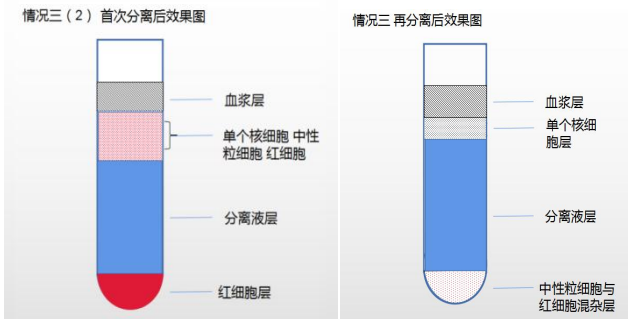 情况三（2）首次分离后效果图
血浆层
单个核细胞 中性
粒细胞 红细胞
分离液层
红细胞层
情况三 再分离后效果图
血浆层
单个核细
胞层
分离液层
中性粒细胞与
红细胞混杂层